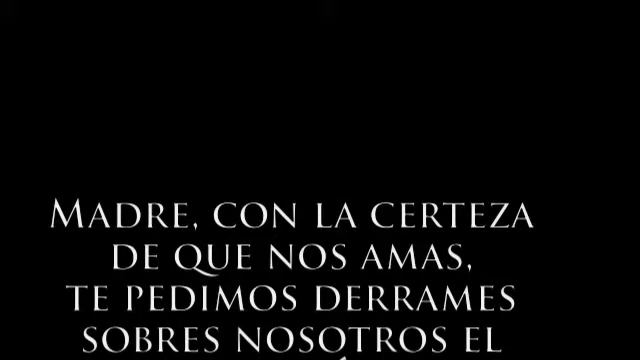 MADRE, CON LA CERTEZA
DE QUE NOS AMAS,
TE PEDIMOS DERRAMES
SOBRES NOSOTROS EL